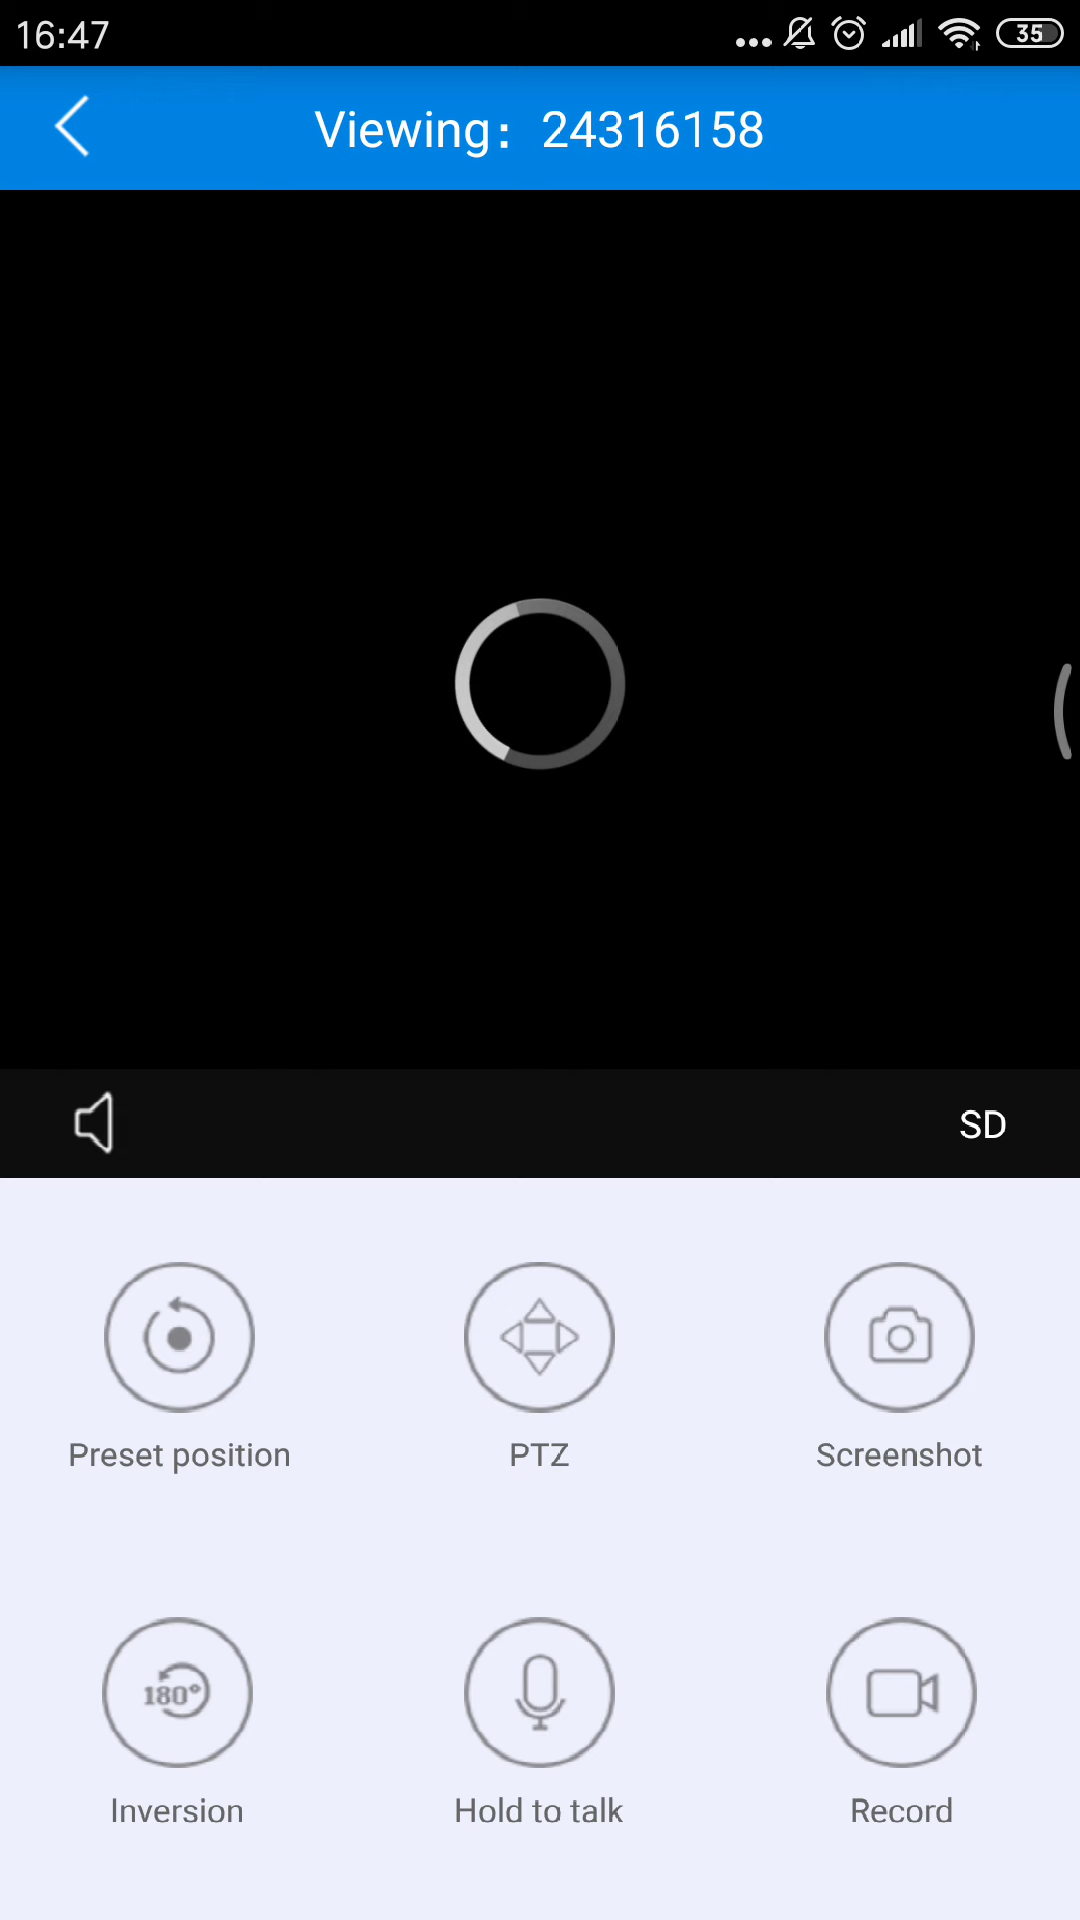 16:47
35
Viewing：24316158
SD
Preset position
PTZ
Screenshot
180°
Inversion
Hold to talk
Record